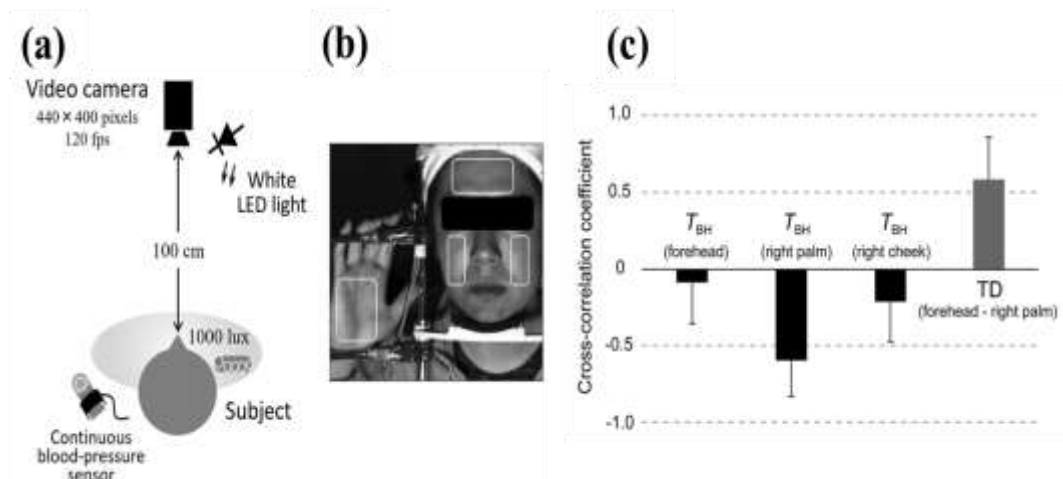 (a)
Video camera
440 × 400 pixels
120 fps
White
LED light
100 cm
1000 lux
Subject
Continuous
blood-pressure
sensor
(b)
(c)
Cross-correlation coefficient
1.0
0.5
0
-0.5
-1.0
TBH
(forehead)
TBH
(right palm)
TBH
(right cheek)
TD
(forehead - right palm)